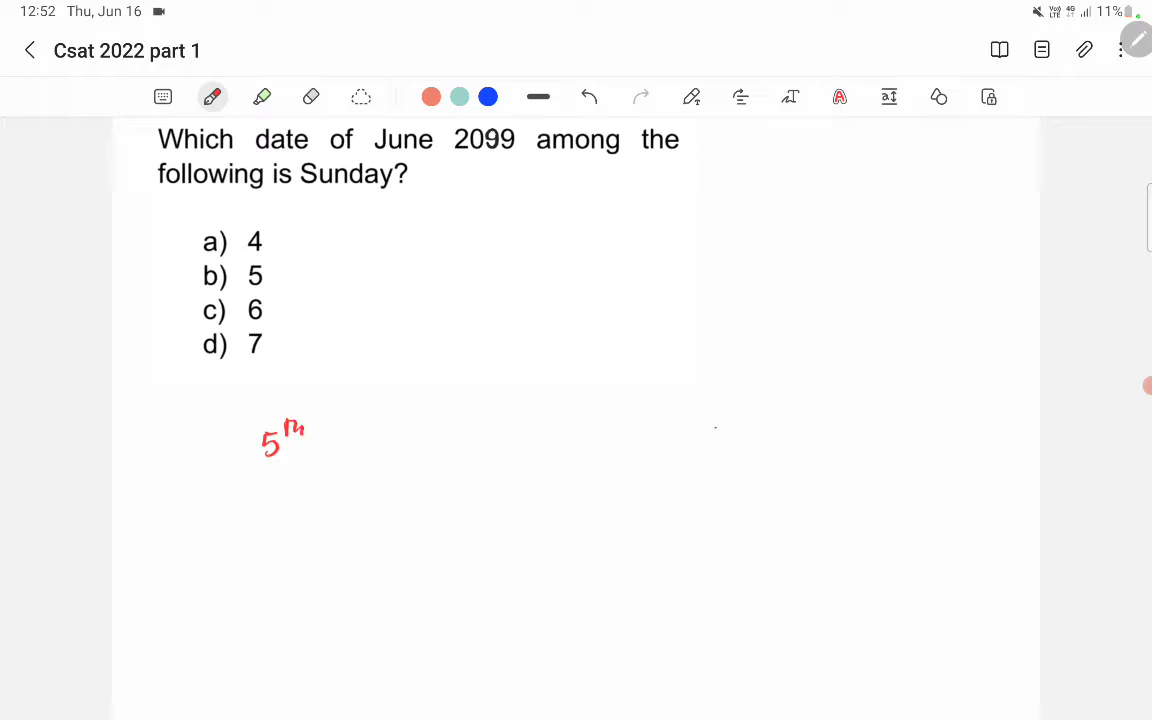 12:52 Thu, Jun 16 11%
Csat 2022 part 1
Which date of June 2099 among the
following is Sunday?
a) 4
b) 5
c) 6
d) 7
5th